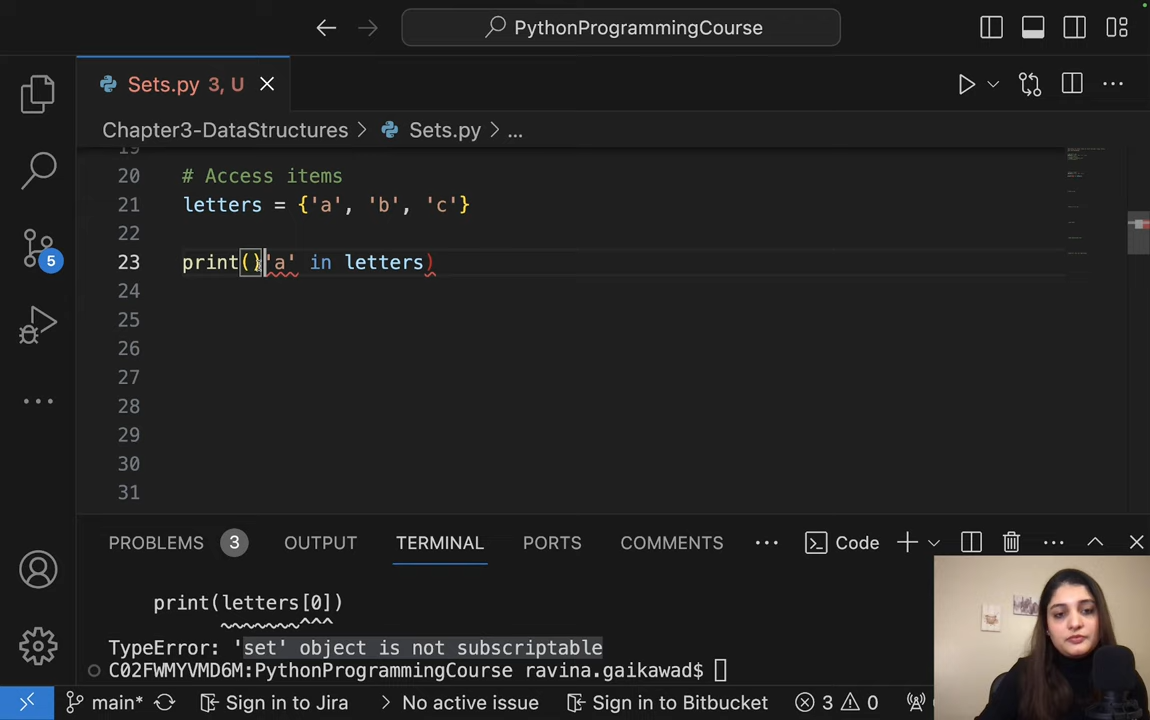 PythonProgrammingCourse
Sets.py 3, U
Chapter3-DataStructures > Sets.py > ...
19
20 # Access items
21 letters = {'a', 'b', 'c'}
22
23 print()'a' in letters)
24
25
26
27
28
29
30
31
5
PROBLEMS 3 OUTPUT TERMINAL PORTS COMMENTS ... Code
print(letters[0])
~~~~~~~^^^
TypeError: 'set' object is not subscriptable
C02FWMYVMD6M:PythonProgrammingCourse ravina.gaikawad$
main* Sign in to Jira No active issue Sign in to Bitbucket 3 0